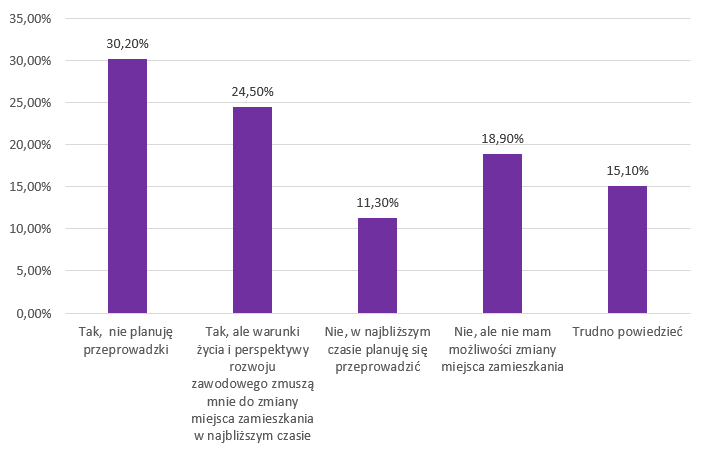 35,00%
30,00%
25,00%
20,00%
15,00%
10,00%
5,00%
0,00%
30,20%
24,50%
11,30%
18,90%
15,10%
Tak,  nie planuję
przeprowadzki
Tak, ale warunki
życia i perspektywy
rozwoju
zawodowego zmuszą
mnie do zmiany
miejsca zamieszkania
w najbliższym czasie
Nie, w najbliższym
czasie planuję się
przeprowadzić
Nie, ale nie mam
możliwości zmiany
miejsca zamieszkania
Trudno powiedzieć